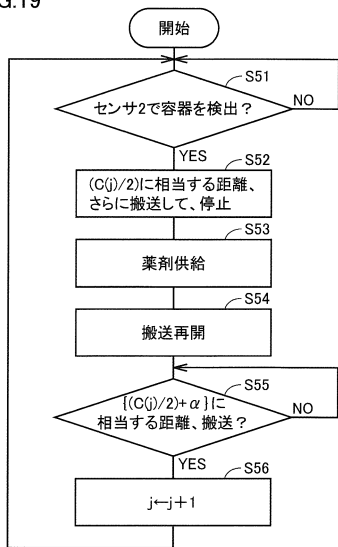 FIG.19
開始
S51
センサ2で容器を検出？
NO
YES
S52
(C(j)/2)に相当する距離、
さらに搬送して、停止
S53
薬剤供給
S54
搬送再開
S55
{(C(j)/2)+α}に
相当する距離、搬送？
NO
YES
S56
j←j＋1